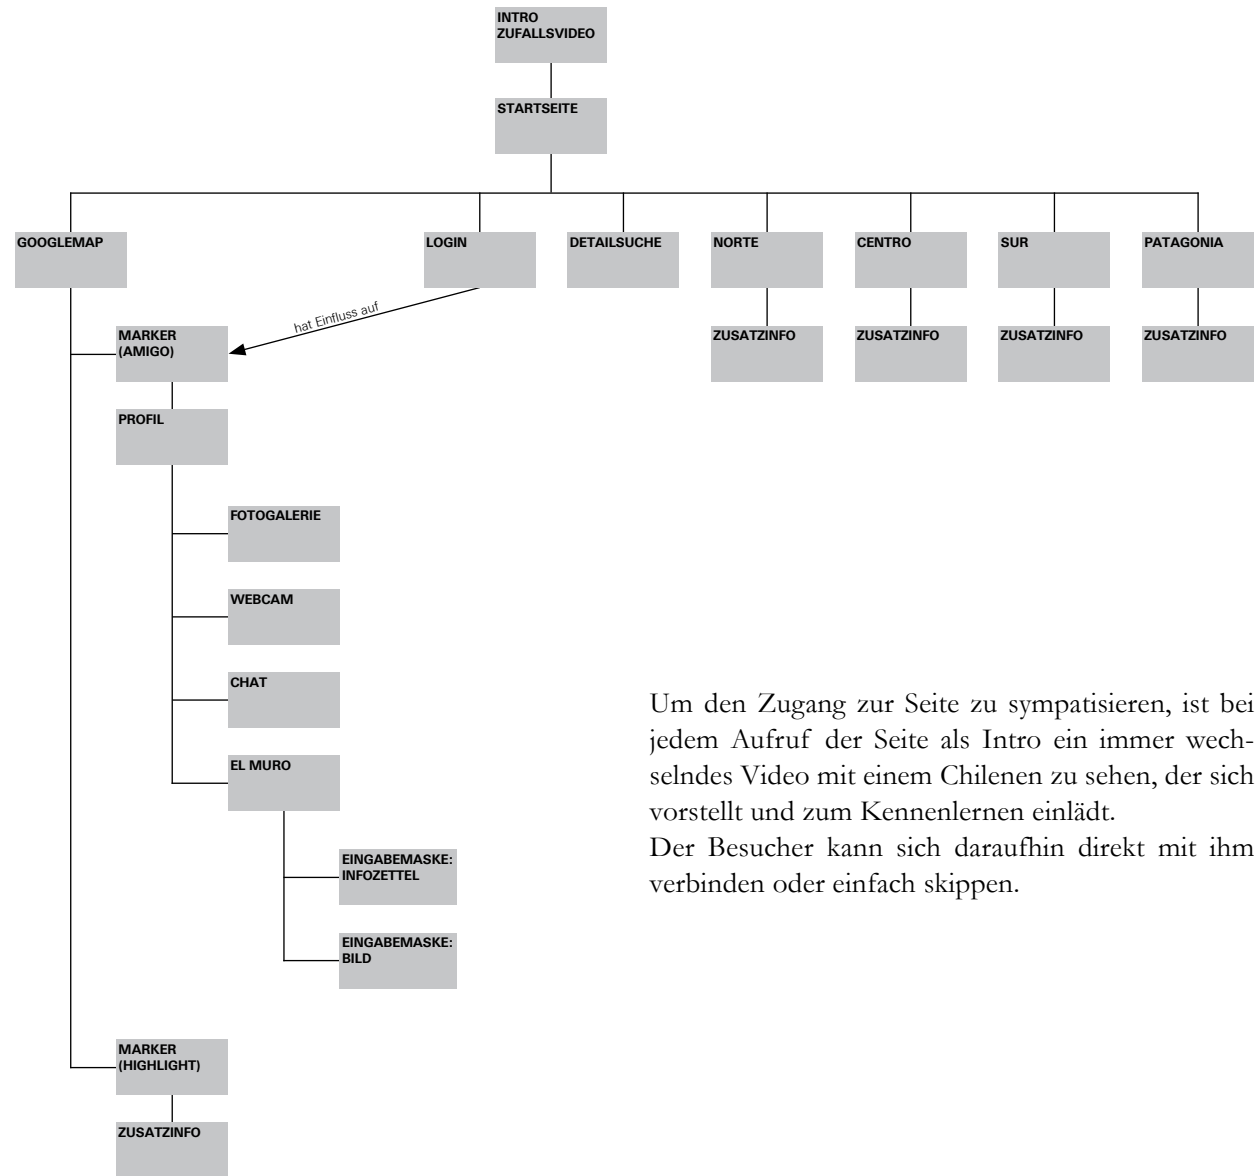 INTRO
ZUFALLSVIDEO
STARTSEITE
GOOGLEMAP
LOGIN
DETAILSUCHE
NORTE
CENTRO
SUR
PATAGONIA
hat Einfluss auf
MARKER
(AMIGO)
ZUSATZINFO
ZUSATZINFO
ZUSATZINFO
ZUSATZINFO
PROFIL
FOTOGALERIE
WEBCAM
CHAT
EL MURO
EINGABEMASKE:
INFOZETTEL
EINGABEMASKE:
BILD
MARKER
(HIGHLIGHT)
ZUSATZINFO
Um den Zugang zur Seite zu sympatisieren, ist bei
jedem Aufruf der Seite als Intro ein immer wech-
selndes Video mit einem Chilenen zu sehen, der sich
vorstellt und zum Kennenlernen einlädt.
Der Besucher kann sich daraufhin direkt mit ihm
verbinden oder einfach skippen.